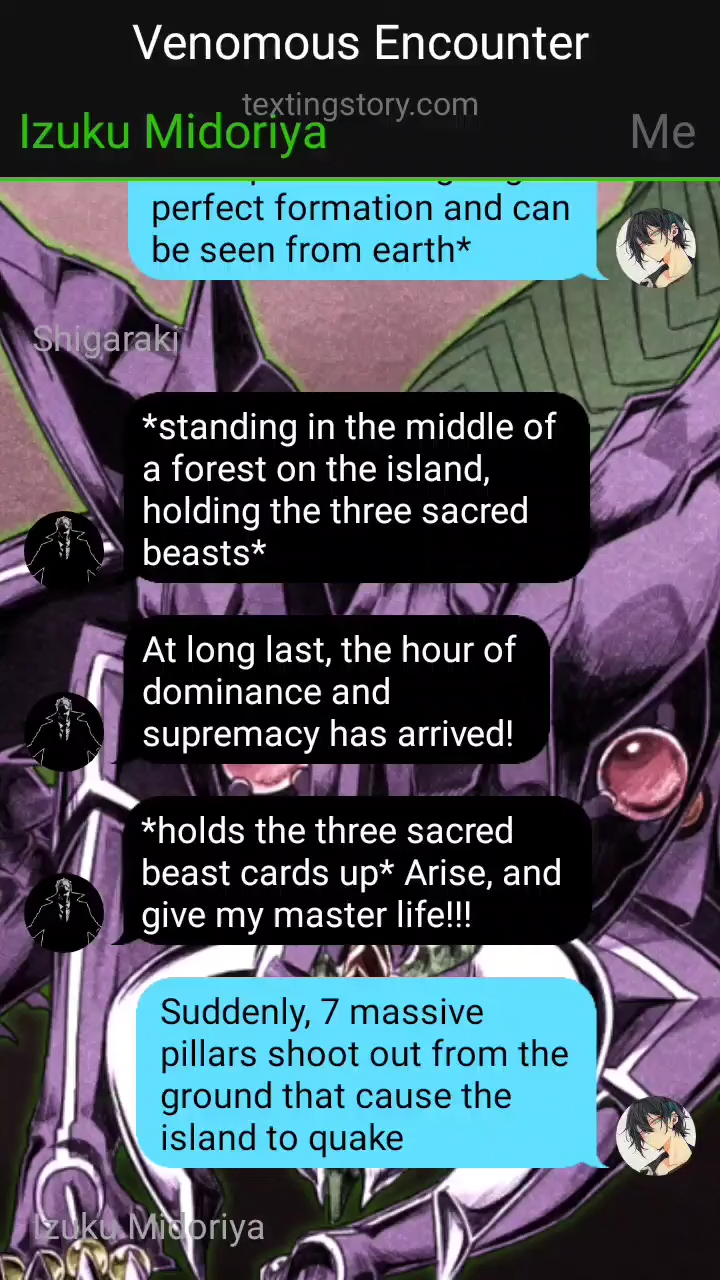 Venomous Encounter
textingstory.com
Izuku Midoriya
Me
perfect formation and can
be seen from earth*
Shigaraki
*standing in the middle of
a forest on the island,
holding the three sacred
beasts*
At long last, the hour of
dominance and
supremacy has arrived!
*holds the three sacred
beast cards up* Arise, and
give my master life!!!
Suddenly, 7 massive
pillars shoot out from the
ground that cause the
island to quake
Izuku Midoriya